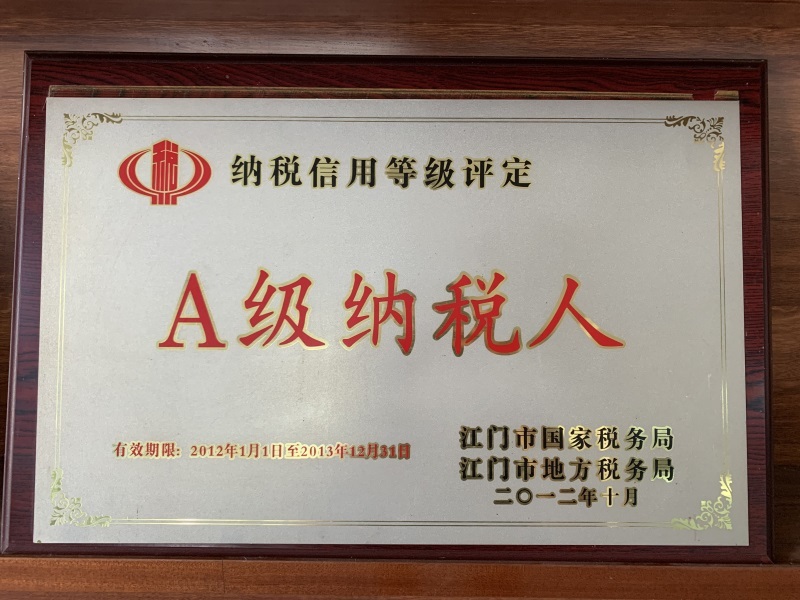 税
纳税信用等级评定
A级纳税人
有效期限：2012年1月1日至2013年12月31日
江门市国家税务局
江门市地方税务局
二〇一二年十月